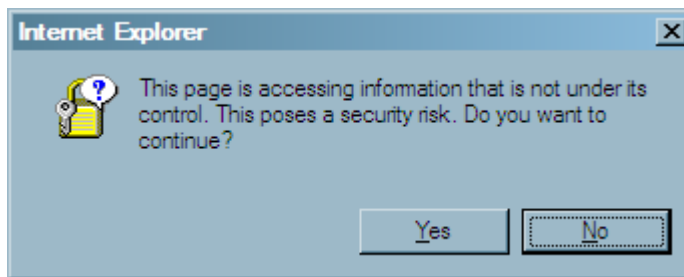 Internet Explorer
This page is accessing information that is not under its
control. This poses a security risk. Do you want to
continue?
Yes
No